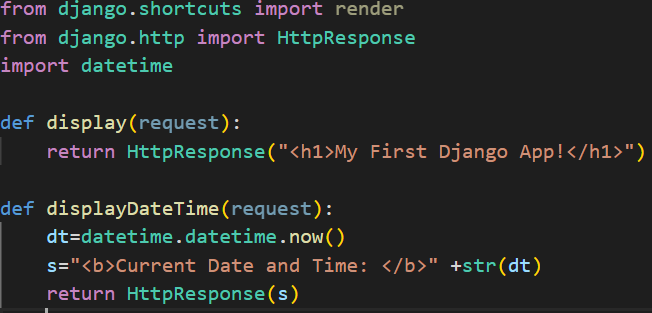 from django.shortcuts import render
from django.http import HttpResponse
import datetime

def display(request):
    return HttpResponse("<h1>My First Django App!</h1>")

def displayDateTime(request):
    dt=datetime.datetime.now()
    s="<b>Current Date and Time: </b>" +str(dt)
    return HttpResponse(s)